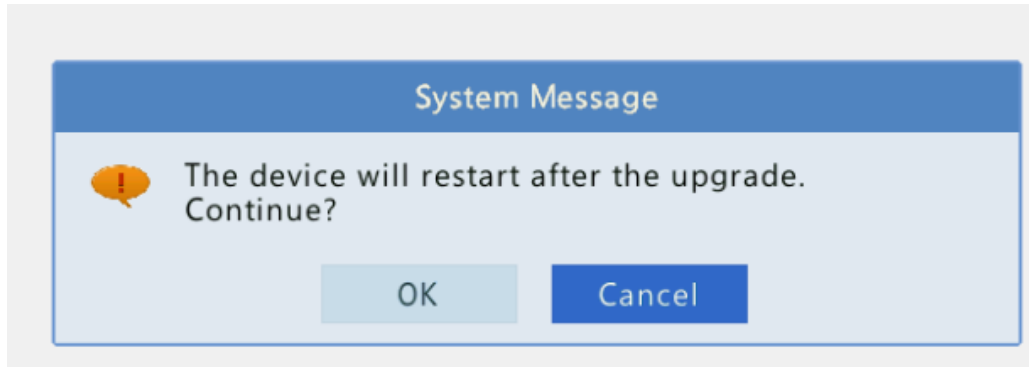 System Message
The device will restart after the upgrade.
Continue?
OK
Cancel